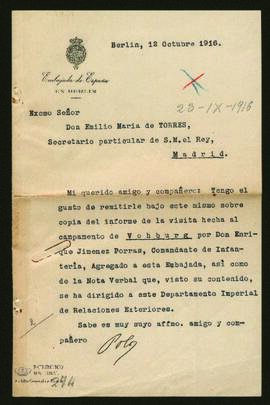 Berlin, 12 Octubre 1916.
Embajada de España
EN BERLIN
23-IX-1916
Excmo Señor
Don Emilio Maria de TORRES,
Secretario particular de S.M.el Rey,
Madrid.
Mi querido amigo y compañero: Tengo el
gusto de remitirle bajo este mismo sobre
copia del informe de la visita hecha al
campamento de Vohburg por Don Enri-
que Jimenes Porras, Comandante de Infan-
tería, Agregado a esta Embajada, así como
de la Nota Verbal que, visto su contenido,
se ha dirigido a este Departamento Imperial
de Relaciones Exteriores.
Sabe es muy suyo affmo. amigo y com-
pañero
Polo